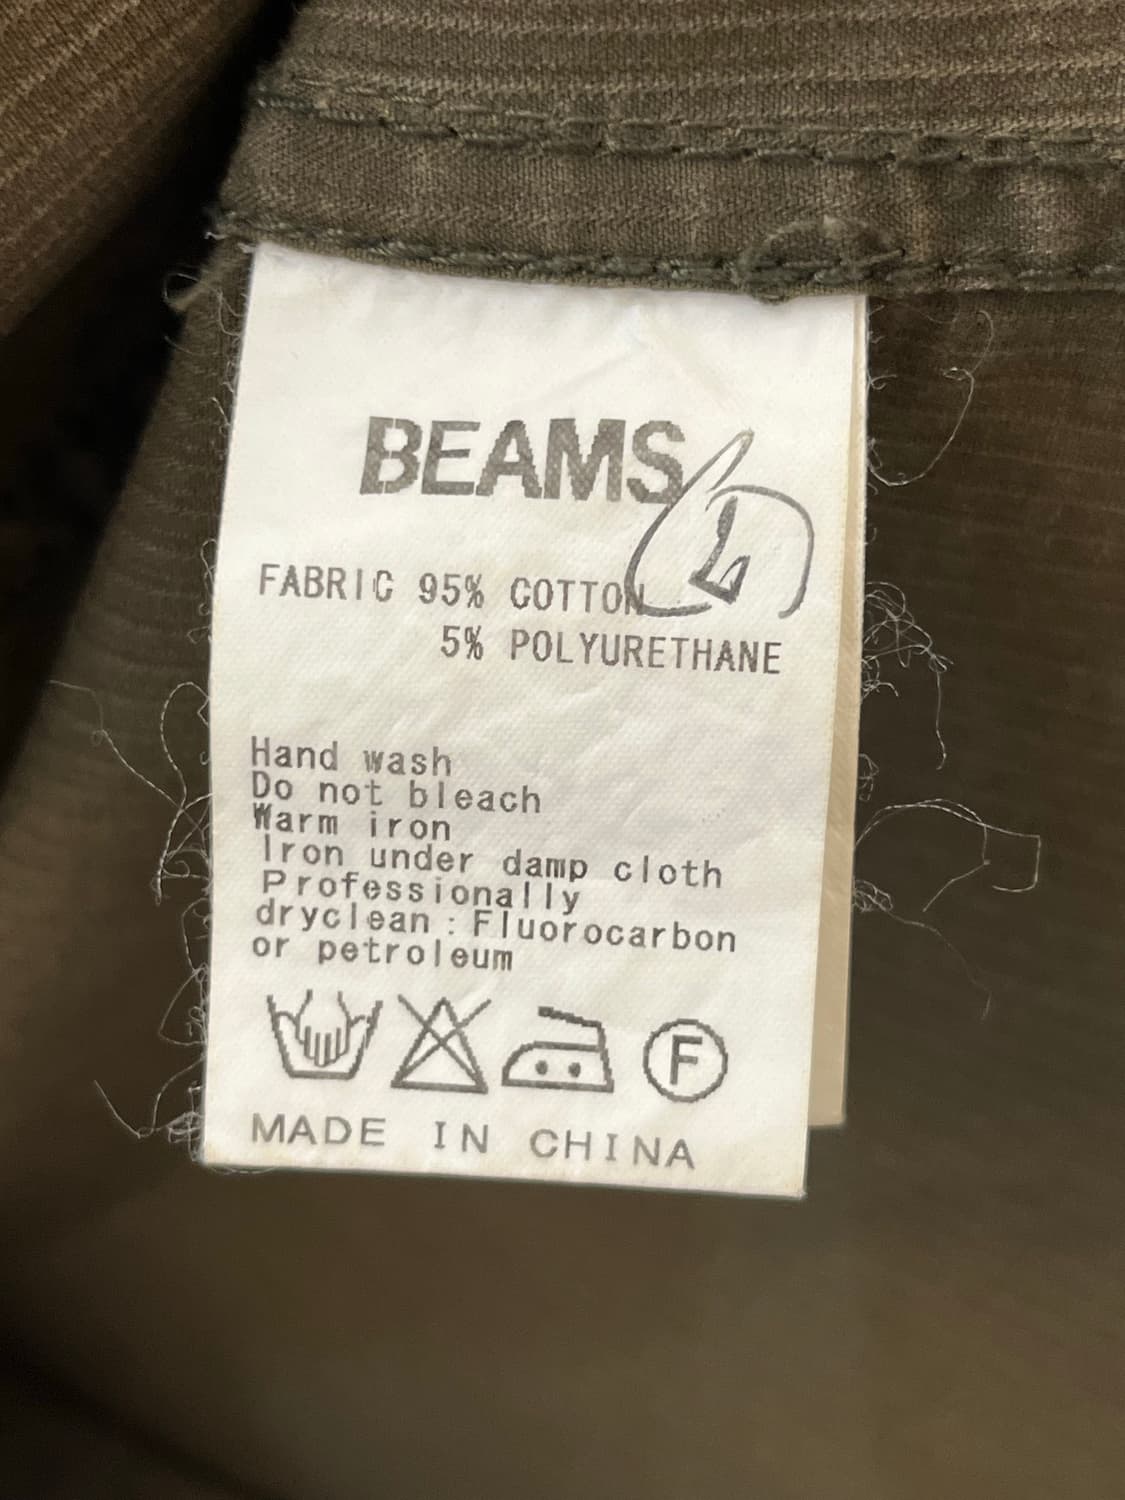 BEAMS
L
FABRIC 95% COTTON
5% POLYURETHANE
Hand wash
Do not bleach
Warm iron
Iron under damp cloth
Professionally
dryclean : Fluorocarbon
or petroleum
F
MADE IN CHINA